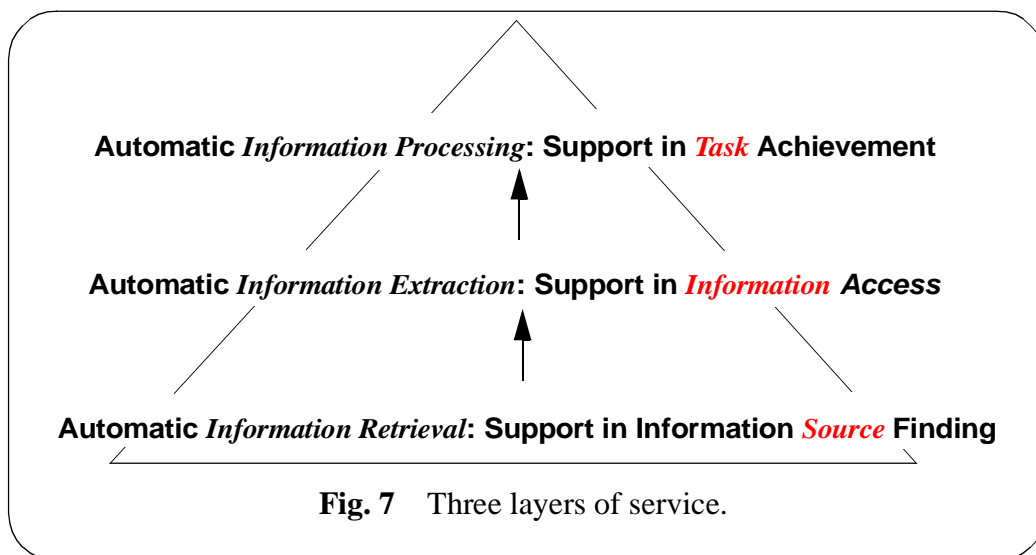 Automatic Information Processing: Support in Task Achievement
Automatic Information Extraction: Support in Information Access
Automatic Information Retrieval: Support in Information Source Finding
Fig. 7 Three layers of service.